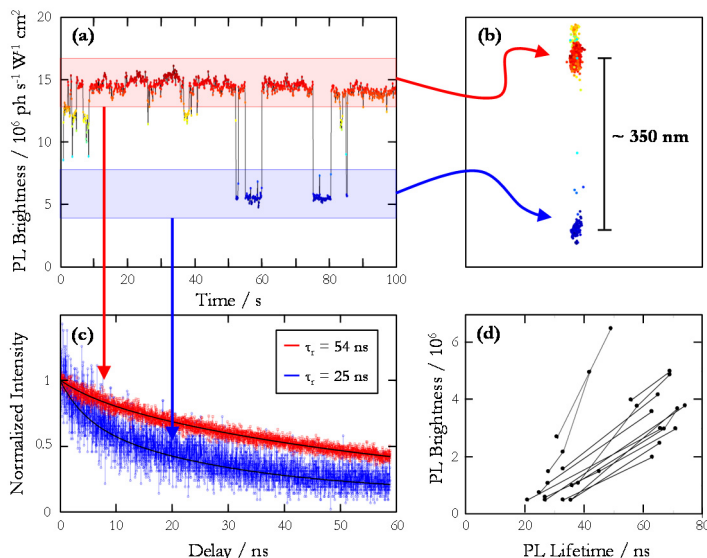 (a)
PL Brightness / 10⁶ ph s⁻¹ W⁻¹ cm²
20
15
10
5
0
0 20 40 60 80 100
Time / s
(b)
~ 350 nm
(c)
Normalized Intensity
1
0.5
0
τr = 54 ns
τr = 25 ns
0 10 20 30 40 50 60
Delay / ns
(d)
PL Brightness / 10⁶
6
4
2
0
0 20 40 60 80
PL Lifetime / ns